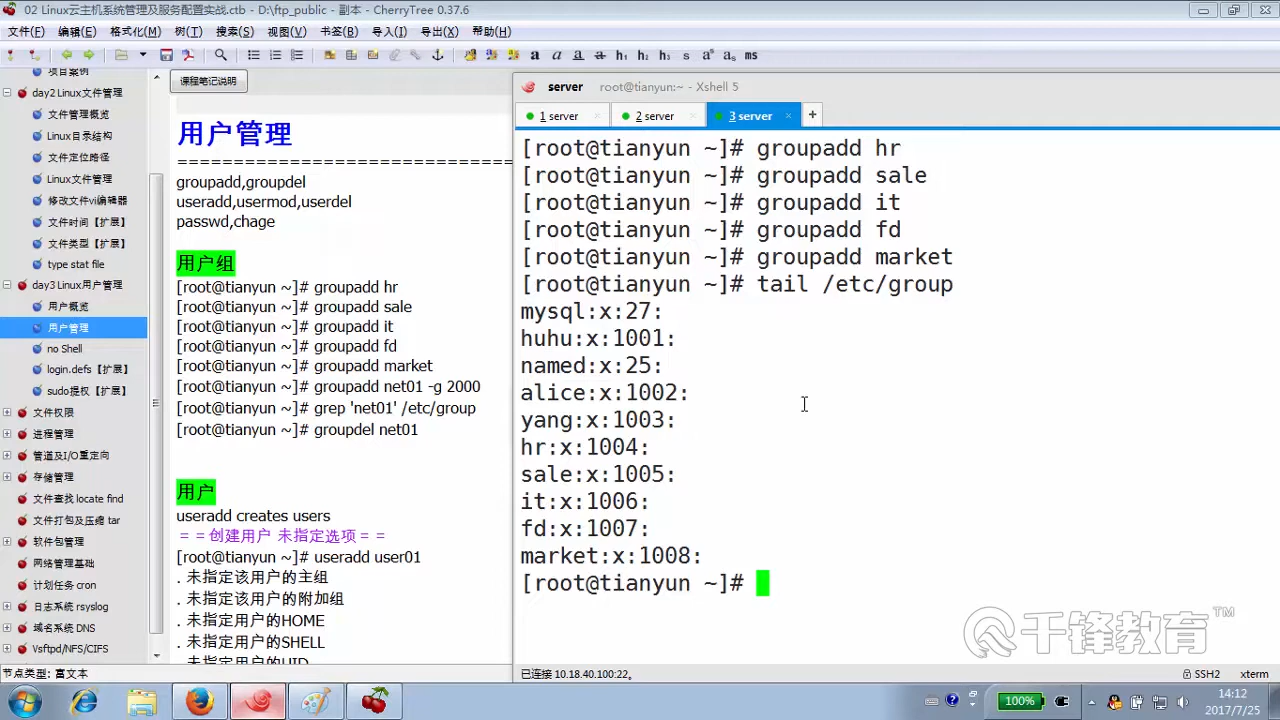 02 Linux云主机系统管理及服务配置实战.ctb - D:\ftp_public - 副本 - CherryTree 0.37.6
文件(F) 编辑(E) 格式化(M) 树(T) 搜索(S) 视图(V) 书签(B) 导入(I) 导出(X) 帮助(H)
a a a a h1 h2 h3 s aˢ aₛ ms
项目案例
day2 Linux文件管理
文件管理概览
Linux目录结构
文件定位路径
Linux文件管理
修改文件vi编辑器
文件时间【扩展】
文件类型【扩展】
type stat file
day3 Linux用户管理
用户概览
用户管理
no Shell
login.defs【扩展】
sudo提权【扩展】
文件权限
进程管理
管道及I/O重定向
存储管理
文件查找 locate find
文件打包及压缩 tar
软件包管理
网络管理基础
计划任务 cron
日志系统 rsyslog
域名系统 DNS
Vsftpd/NFS/CIFS
节点类型: 富文本
课程笔记说明
用户管理
================================
groupadd,groupdel
useradd,usermod,userdel
passwd,chage
用户组
[root@tianyun ~]# groupadd hr
[root@tianyun ~]# groupadd sale
[root@tianyun ~]# groupadd it
[root@tianyun ~]# groupadd fd
[root@tianyun ~]# groupadd market
[root@tianyun ~]# groupadd net01 -g 2000
[root@tianyun ~]# grep 'net01' /etc/group
[root@tianyun ~]# groupdel net01
用户
useradd creates users
==创建用户 未指定选项==
[root@tianyun ~]# useradd user01
. 未指定该用户的主组
. 未指定该用户的附加组
. 未指定用户的HOME
. 未指定用户的SHELL
. 未指定用户的UID
server root@tianyun:~ - Xshell 5
1 server × 2 server × 3 server × +
[root@tianyun ~]# groupadd hr
[root@tianyun ~]# groupadd sale
[root@tianyun ~]# groupadd it
[root@tianyun ~]# groupadd fd
[root@tianyun ~]# groupadd market
[root@tianyun ~]# tail /etc/group
mysql:x:27:
huhu:x:1001:
named:x:25:
alice:x:1002:
yang:x:1003:
hr:x:1004:
sale:x:1005:
it:x:1006:
fd:x:1007:
market:x:1008:
[root@tianyun ~]#
千锋教育™
已连接 10.18.40.100:22。 SSH2 xterm
100% 14:12
2017/7/25